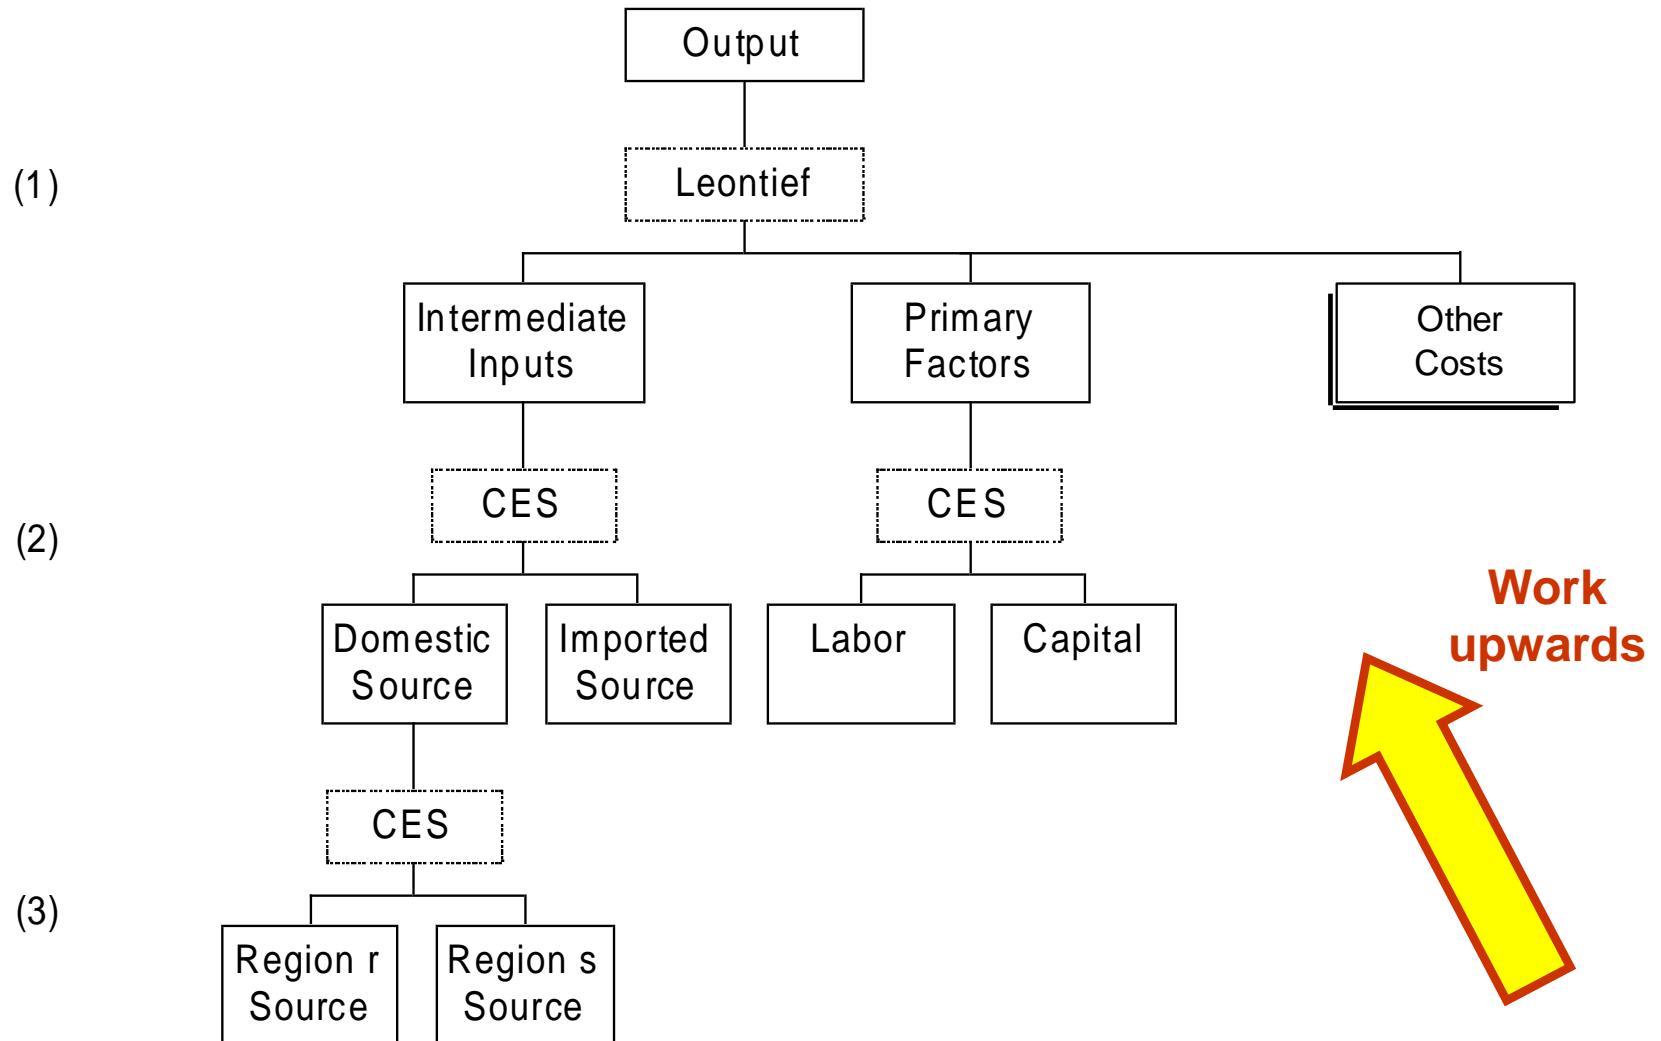 Output
(1)
Leontief
Intermediate
Inputs
Primary
Factors
Other
Costs
(2)
CES
CES
Domestic
Source
Imported
Source
Labor
Capital
Work
upwards
CES
(3)
Region r
Source
Region s
Source